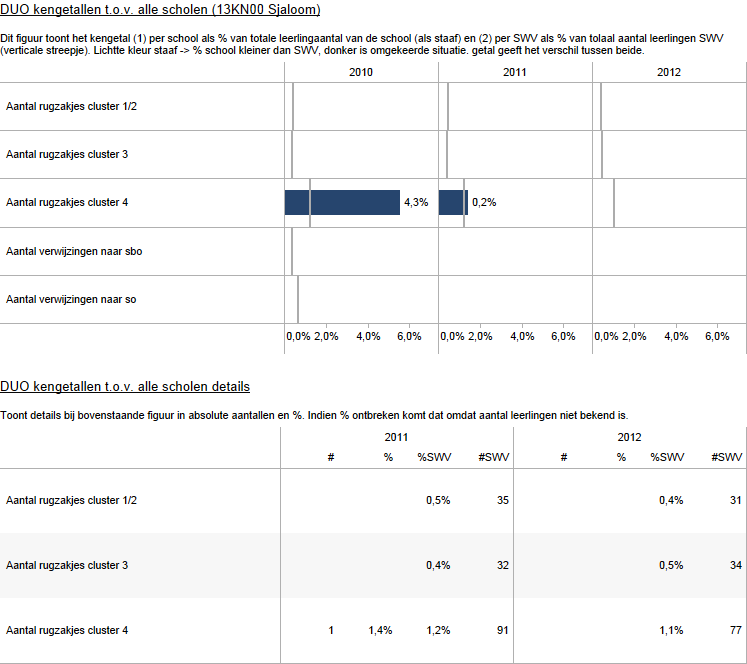 DUO kengetallen t.o.v. alle scholen (13KN00 Sjaloom)
Dit figuur toont het kengetal (1) per school als % van totale leerlingaantal van de school (als staaf) en (2) per SWV als % van tolaal aantal leerlingen SWV
(verticale streepje). Lichtte kleur staaf -> % school kleiner dan SWV, donker is omgekeerde situatie. getal geeft het verschil tussen beide.
2010 2011 2012
Aantal rugzakjes cluster 1/2
Aantal rugzakjes cluster 3
Aantal rugzakjes cluster 4 4,3% 0,2%
Aantal verwijzingen naar sbo
Aantal verwijzingen naar so
0,0% 2,0% 4,0% 6,0% 0,0% 2,0% 4,0% 6,0% 0,0% 2,0% 4,0% 6,0%
DUO kengetallen t.o.v. alle scholen details
Toont details bij bovenstaande figuur in absolute aantallen en %. Indien % ontbreken komt dat omdat aantal leerlingen niet bekend is.
2011 2012
# % %SWV #SWV # % %SWV #SWV
Aantal rugzakjes cluster 1/2 0,5% 35 0,4% 31
Aantal rugzakjes cluster 3 0,4% 32 0,5% 34
Aantal rugzakjes cluster 4 1 1,4% 1,2% 91 1,1% 77